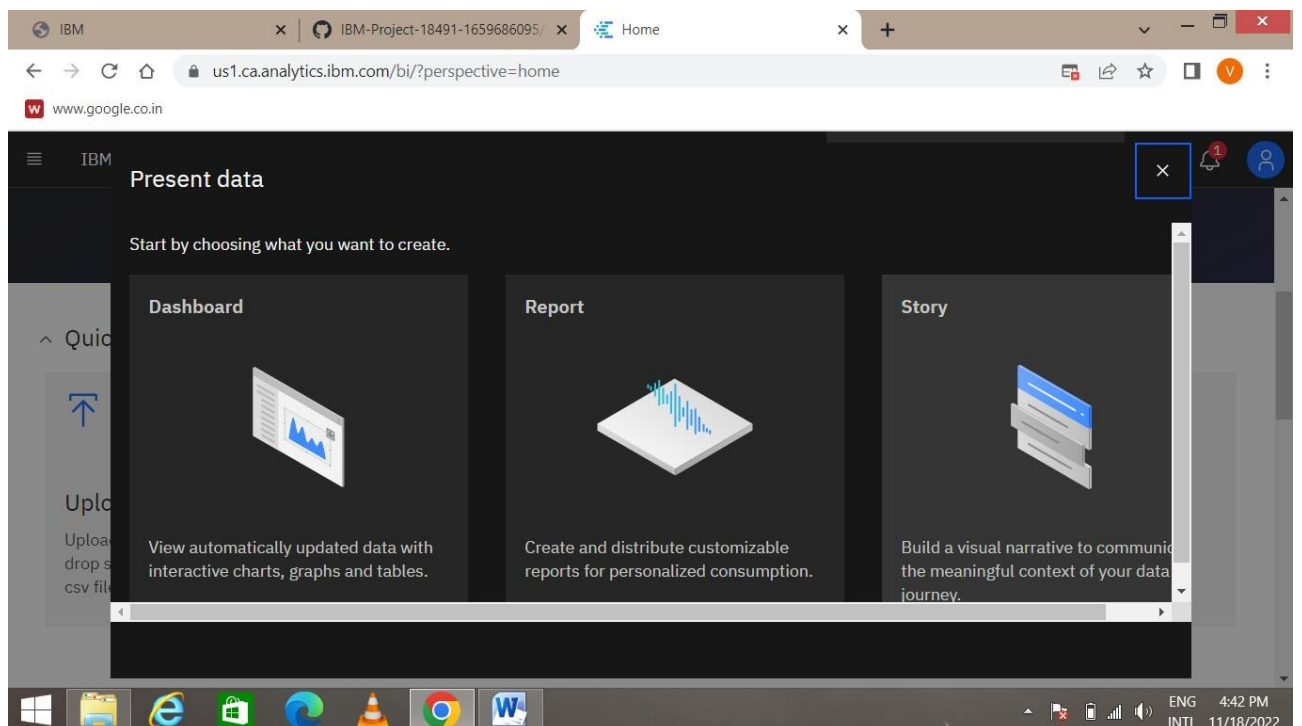 IBM
IBM-Project-18491-1659686095/
Home
us1.ca.analytics.ibm.com/bi/?perspective=home
V
W www.google.co.in
IBM
1
Present data
Start by choosing what you want to create.
Dashboard
Report
Story
Quic
Uplo
Uploa
drop s
csv file
View automatically updated data with
interactive charts, graphs and tables.
Create and distribute customizable
reports for personalized consumption.
Build a visual narrative to communic
the meaningful context of your data
journey.
W
ENG 4:42 PM
INTL 11/18/2022